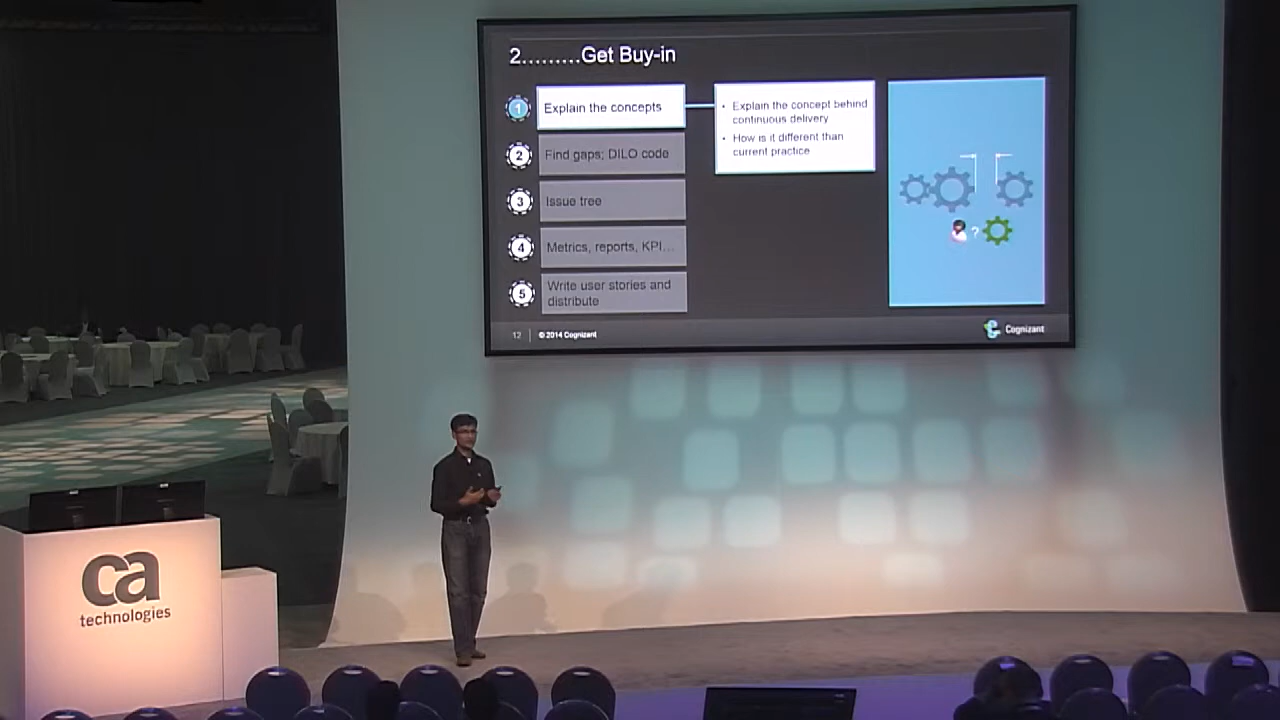 2.........Get Buy-in
1 Explain the concepts
• Explain the concept behind
continuous delivery
• How is it different than
current practice
2 Find gaps; DILO code
3 Issue tree
4 Metrics, reports, KPI...
5 Write user stories and
distribute
?
12 | © 2014 Cognizant
Cognizant
ca
technologies